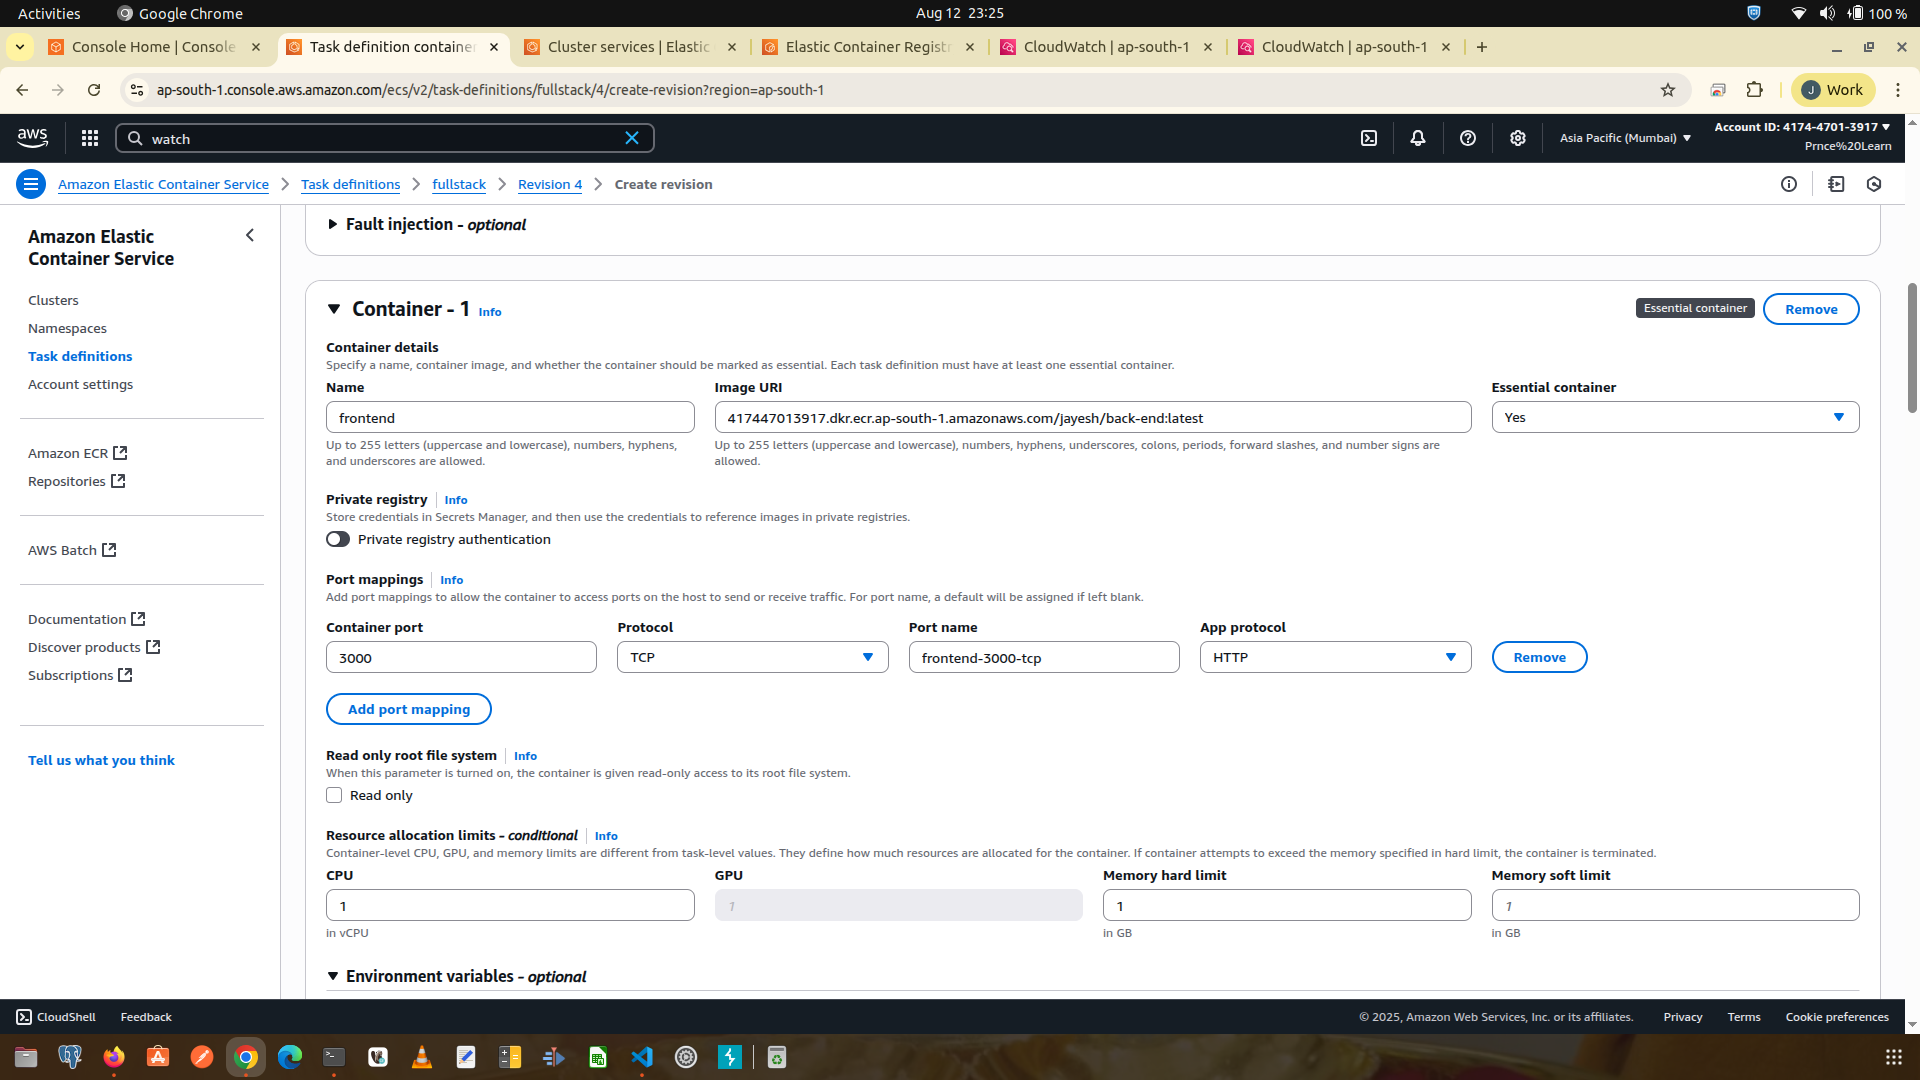 Activities
Google Chrome
Aug 12 23:25
100 %
Console Home | Console
Task definition containe
Cluster services | Elastic
Elastic Container Registr
CloudWatch | ap-south-1
CloudWatch | ap-south-1
ap-south-1.console.aws.amazon.com/ecs/v2/task-definitions/fullstack/4/create-revision?region=ap-south-1
J Work
aws
watch
Asia Pacific (Mumbai)
Account ID: 4174-4701-3917
Prnce%20Learn
Amazon Elastic Container Service
Task definitions
fullstack
Revision 4
Create revision
Amazon Elastic
Container Service
Clusters
Namespaces
Task definitions
Account settings
Amazon ECR
Repositories
AWS Batch
Documentation
Discover products
Subscriptions
Tell us what you think
Fault injection - optional
Container - 1 Info
Essential container
Remove
Container details
Specify a name, container image, and whether the container should be marked as essential. Each task definition must have at least one essential container.
Name
Image URI
Essential container
frontend
417447013917.dkr.ecr.ap-south-1.amazonaws.com/jayesh/back-end:latest
Yes
Up to 255 letters (uppercase and lowercase), numbers, hyphens,
and underscores are allowed.
Up to 255 letters (uppercase and lowercase), numbers, hyphens, underscores, colons, periods, forward slashes, and number signs are
allowed.
Private registry Info
Store credentials in Secrets Manager, and then use the credentials to reference images in private registries.
Private registry authentication
Port mappings Info
Add port mappings to allow the container to access ports on the host to send or receive traffic. For port name, a default will be assigned if left blank.
Container port
Protocol
Port name
App protocol
3000
TCP
frontend-3000-tcp
HTTP
Remove
Add port mapping
Read only root file system Info
When this parameter is turned on, the container is given read-only access to its root file system.
Read only
Resource allocation limits - conditional Info
Container-level CPU, GPU, and memory limits are different from task-level values. They define how much resources are allocated for the container. If container attempts to exceed the memory specified in hard limit, the container is terminated.
CPU
GPU
Memory hard limit
Memory soft limit
1
1
1
1
in vCPU
in GB
in GB
Environment variables - optional
CloudShell
Feedback
© 2025, Amazon Web Services, Inc. or its affiliates.
Privacy
Terms
Cookie preferences